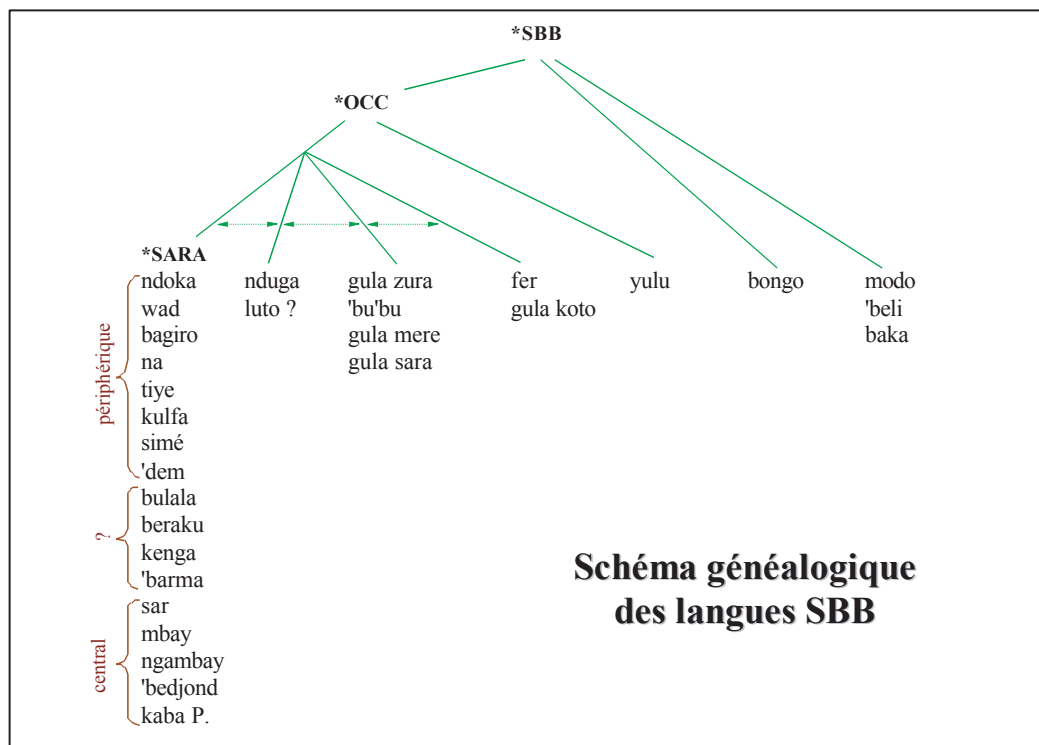 *SBB
*OCC
*SARA
ndoka nduga gula zura fer yulu bongo modo
wad luto ? 'bu'bu gula koto 'beli
bagiro gula mere baka
na gula sara
tiye
kulfa
simé
'dem
périphérique
bulala
beraku
kenga
'barma
?
sar
mbay
ngambay
'bedjond
kaba P.
central
Schéma généalogique
des langues SBB